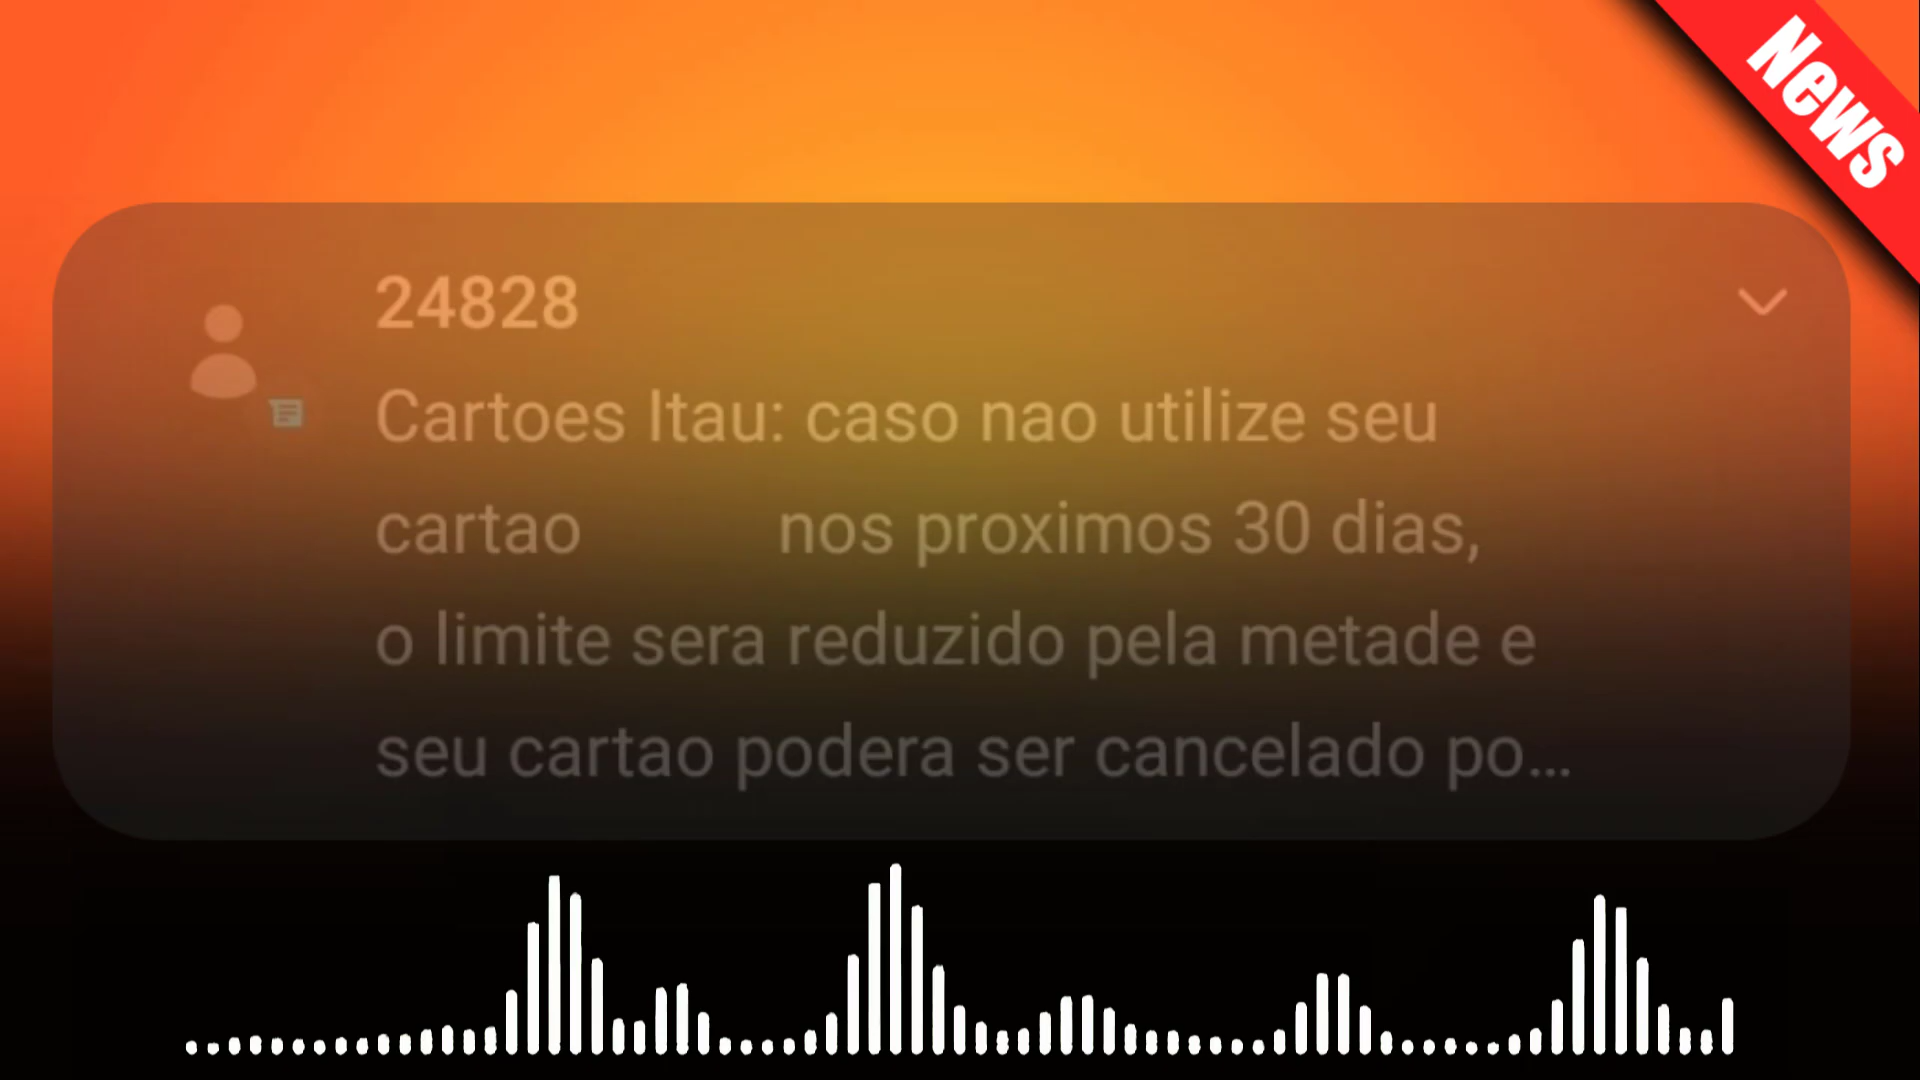 News
24828
Cartoes Itau: caso nao utilize seu
cartao nos proximos 30 dias,
o limite sera reduzido pela metade e
seu cartao podera ser cancelado po...